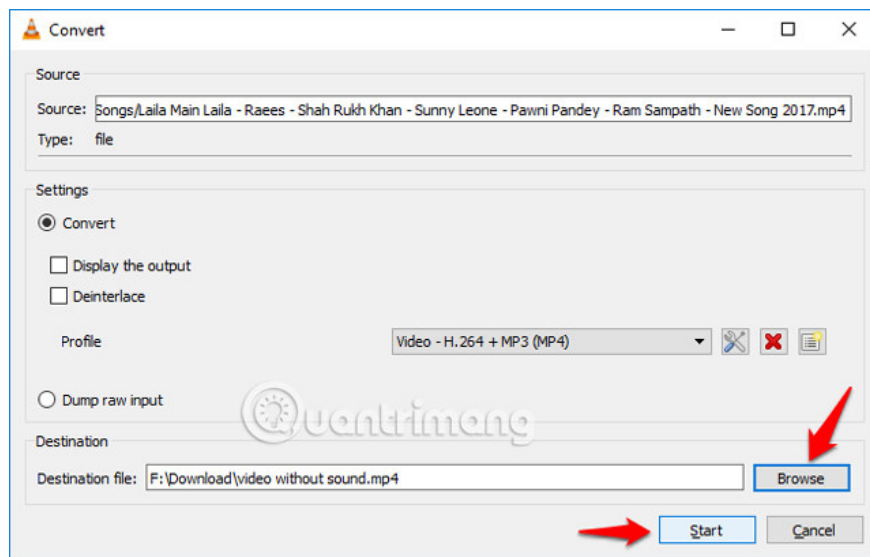 Convert
Source
Source: Songs/Laila Main Laila - Raees - Shah Rukh Khan - Sunny Leone - Pawni Pandey - Ram Sampath - New Song 2017.mp4
Type: file
Settings
Convert
Display the output
Deinterlace
Profile Video - H.264 + MP3 (MP4)
Dump raw input
Quantrimang
Destination
Destination file: F:\Download\video without sound.mp4 Browse
Start Cancel